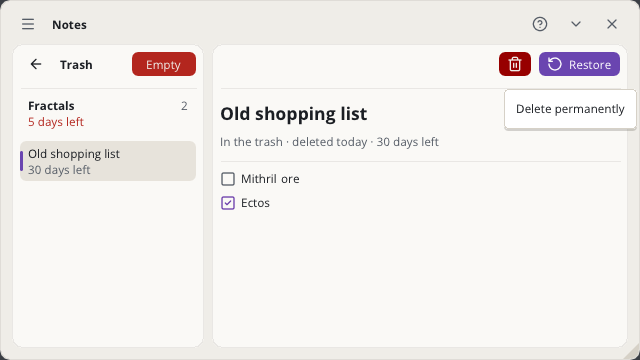 Notes
Trash
Empty
Fractals 2
5 days left
Old shopping list
30 days left
Restore
Delete permanently
Old shopping list
In the trash · deleted today · 30 days left
Mithril ore
Ectos